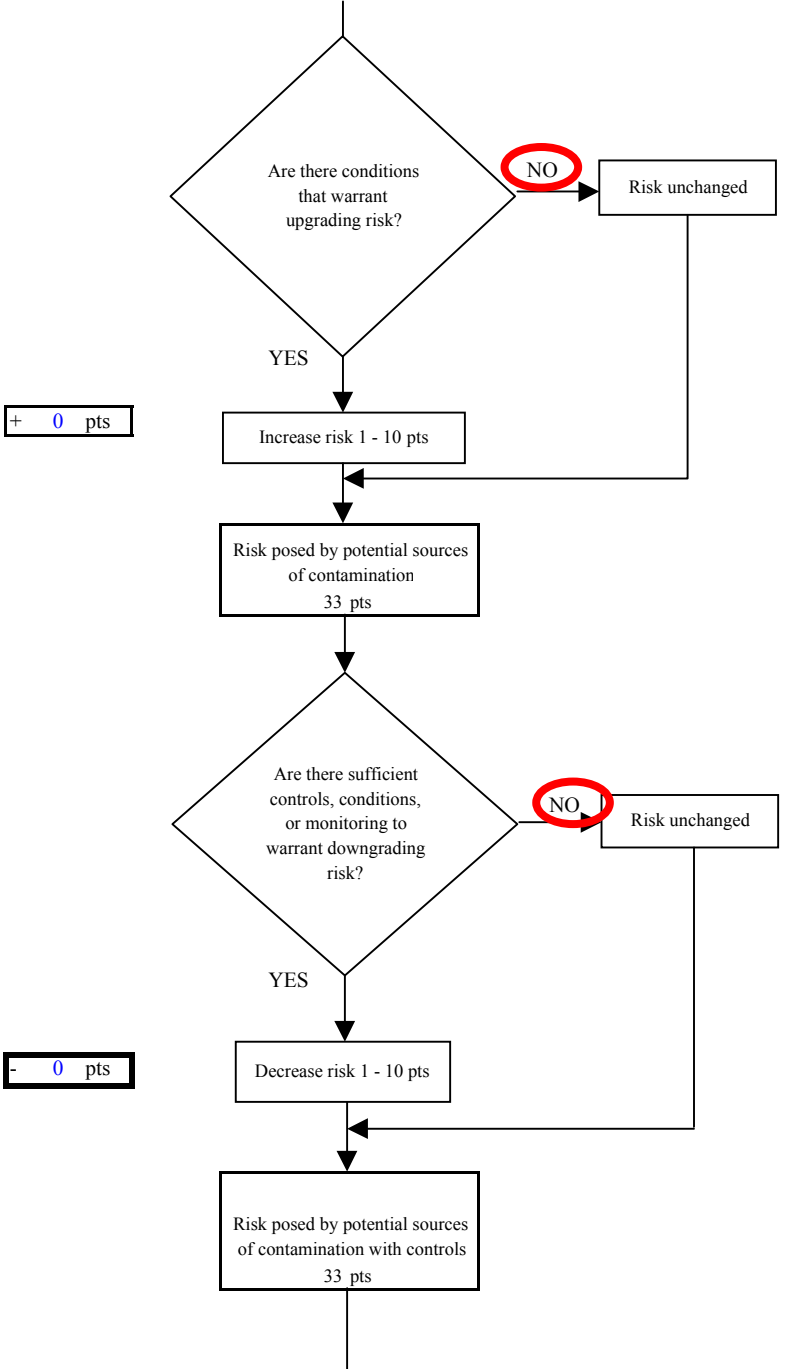 Are there conditions
that warrant
upgrading risk?
NO
Risk unchanged
YES
+ 0 pts
Increase risk 1 - 10 pts
Risk posed by potential sources
of contamination
33 pts
Are there sufficient
controls, conditions,
or monitoring to
warrant downgrading
risk?
NO
Risk unchanged
YES
- 0 pts
Decrease risk 1 - 10 pts
Risk posed by potential sources
of contamination with controls
33 pts